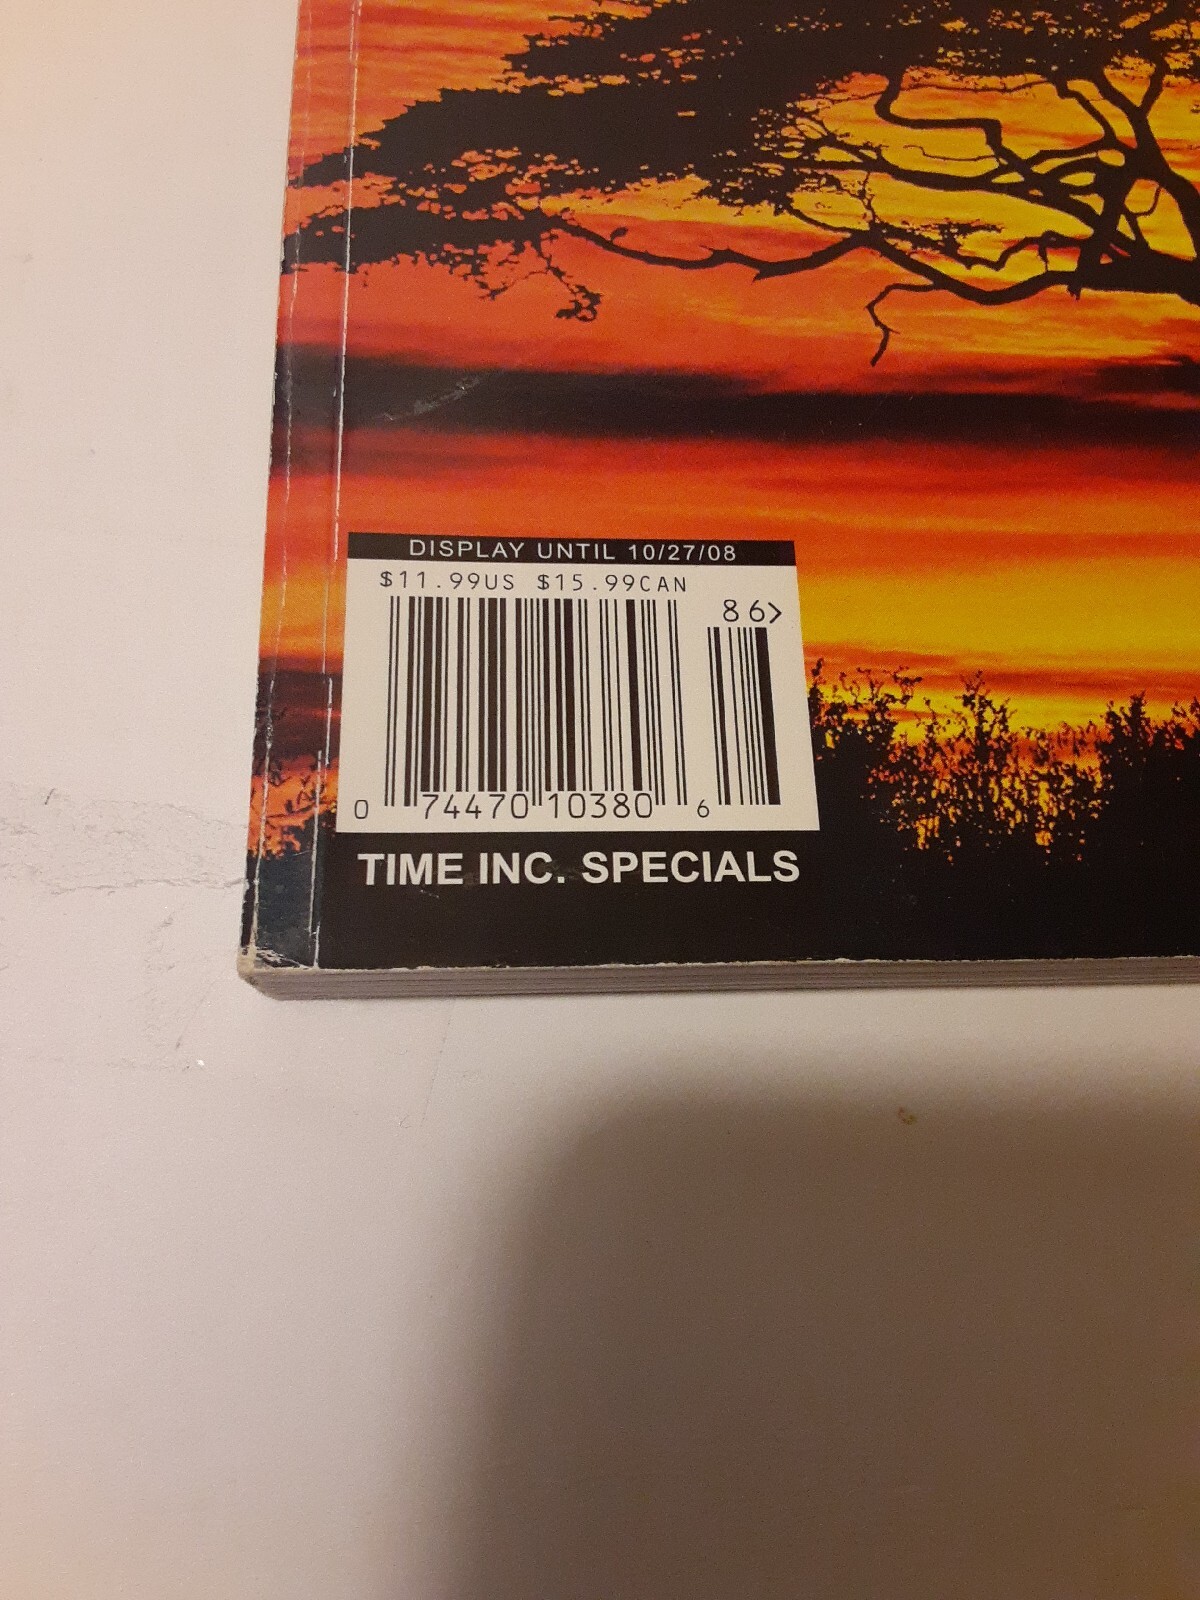 DISPLAY UNTIL 10/27/08
$11.99US $15.99CAN
86>
0 74470 10380 6
TIME INC. SPECIALS